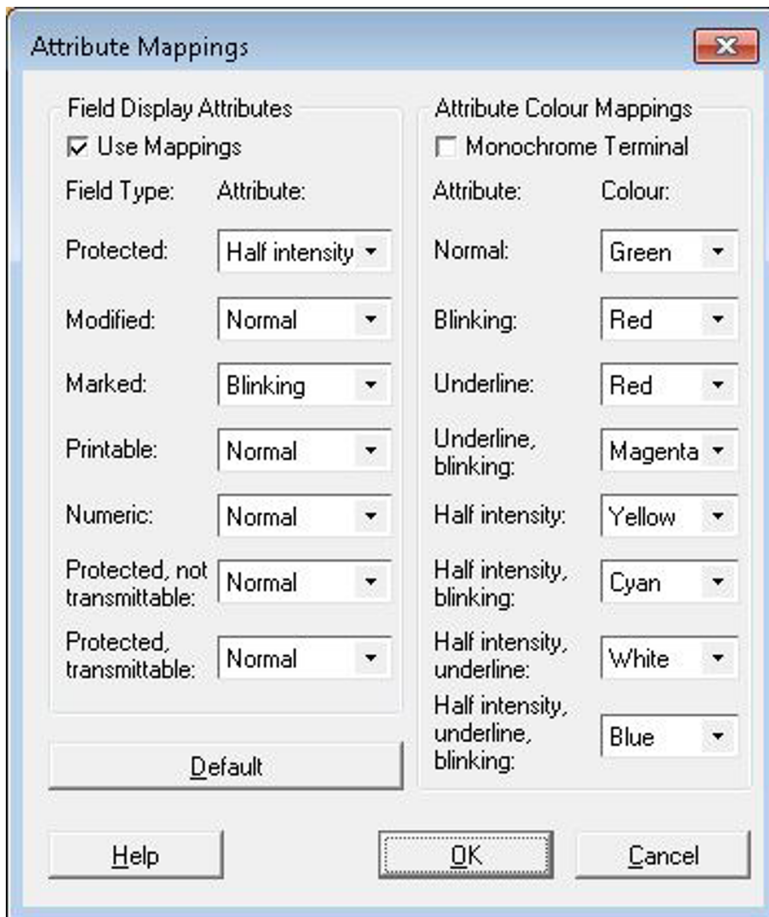 Attribute Mappings
Field Display Attributes
Use Mappings
Field Type: Attribute:
Protected: Half intensity
Modified: Normal
Marked: Blinking
Printable: Normal
Numeric: Normal
Protected, not
transmittable: Normal
Protected,
transmittable: Normal
Default
Attribute Colour Mappings
Monochrome Terminal
Attribute: Colour:
Normal: Green
Blinking: Red
Underline: Red
Underline,
blinking: Magenta
Half intensity: Yellow
Half intensity,
blinking: Cyan
Half intensity,
underline: White
Half intensity,
underline,
blinking: Blue
Help OK Cancel